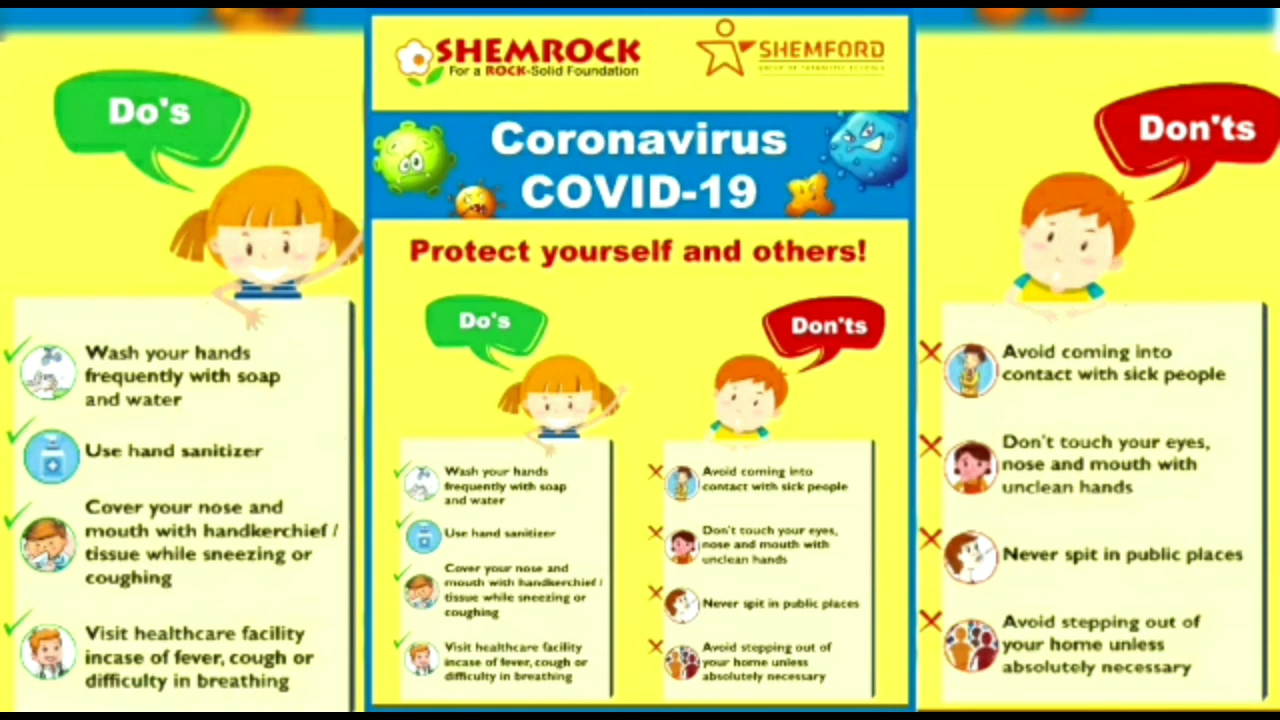 Do's
Wash your hands
frequently with soap
and water
Use hand sanitizer
Cover your nose and
mouth with handkerchief /
tissue while sneezing or
coughing
Visit healthcare facility
incase of fever, cough or
difficulty in breathing
SHEMROCK
For a ROCK-Solid Foundation
SHEMFORD
Coronavirus
COVID-19
Protect yourself and others!
Do's
Wash your hands
frequently with soap
and water
Use hand sanitizer
Cover your nose and
mouth with handkerchief /
tissue while sneezing or
coughing
Visit healthcare facility
incase of fever, cough or
difficulty in breathing
Don'ts
Avoid coming into
contact with sick people
Don't touch your eyes,
nose and mouth with
unclean hands
Never spit in public places
Avoid stepping out of
your home unless
absolutely necessary
Don'ts
Avoid coming into
contact with sick people
Don't touch your eyes,
nose and mouth with
unclean hands
Never spit in public places
Avoid stepping out of
your home unless
absolutely necessary